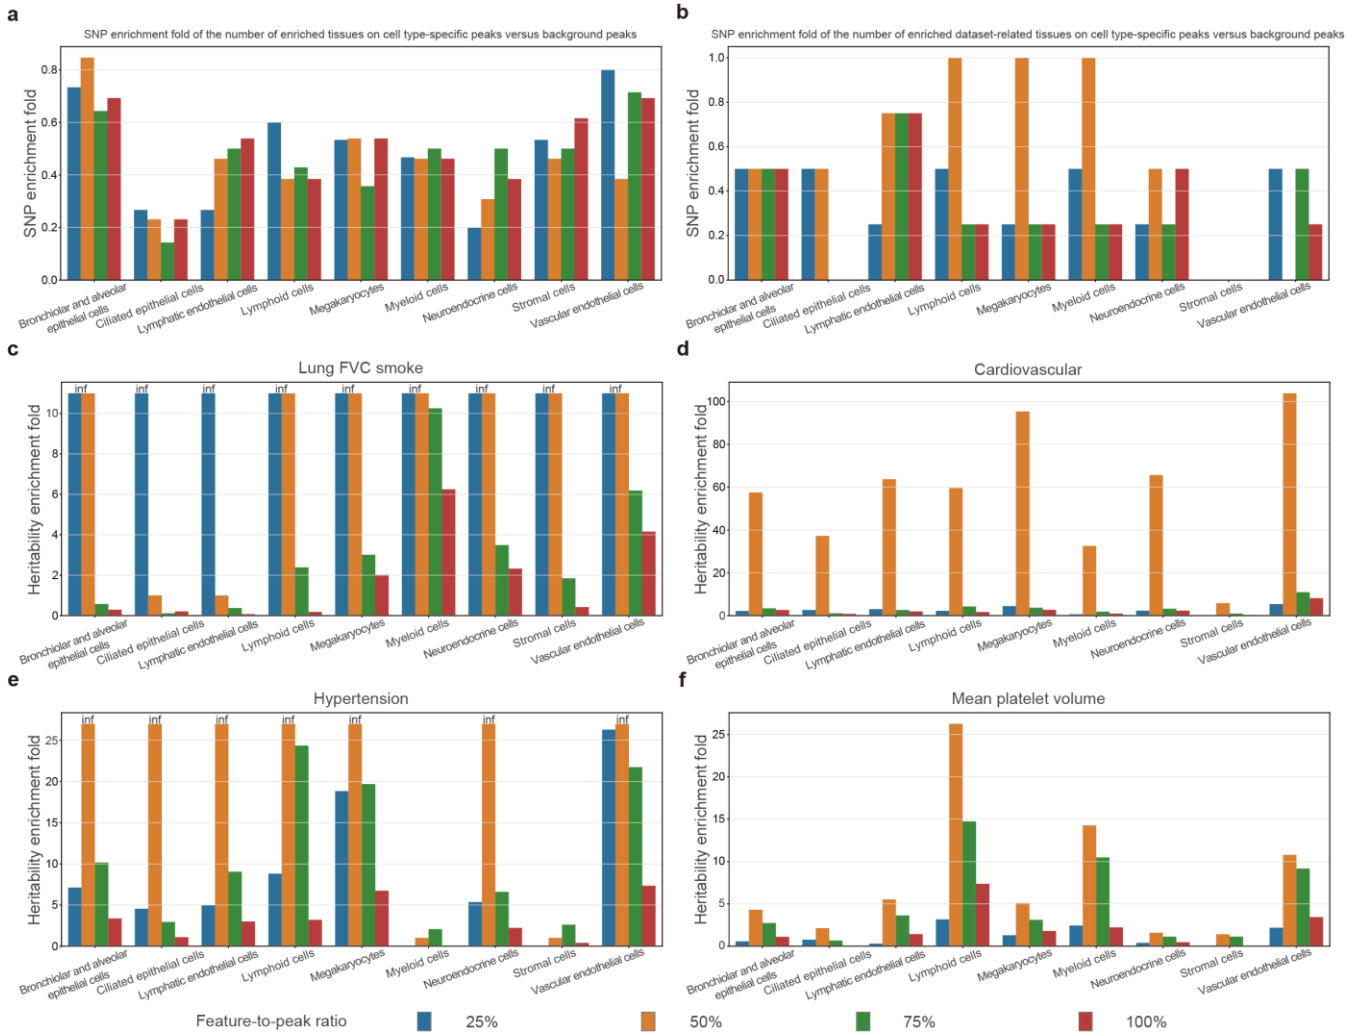 a
SNP enrichment fold of the number of enriched tissues on cell type-specific peaks versus background peaks
SNP enrichment fold
0.8
0.6
0.4
0.2
0.0
Bronchiolar and alveolar
epithelial cells
Ciliated epithelial cells
Lymphatic endothelial cells
Lymphoid cells
Megakaryocytes
Myeloid cells
Neuroendocrine cells
Stromal cells
Vascular endothelial cells
b
SNP enrichment fold of the number of enriched dataset-related tissues on cell type-specific peaks versus background peaks
SNP enrichment fold
1.0
0.8
0.6
0.4
0.2
0.0
Bronchiolar and alveolar
epithelial cells
Ciliated epithelial cells
Lymphatic endothelial cells
Lymphoid cells
Megakaryocytes
Myeloid cells
Neuroendocrine cells
Stromal cells
Vascular endothelial cells
c
Lung FVC smoke
Heritability enrichment fold
10
8
6
4
2
0
inf
inf
inf
inf
inf
inf
inf
inf
inf
Bronchiolar and alveolar
epithelial cells
Ciliated epithelial cells
Lymphatic endothelial cells
Lymphoid cells
Megakaryocytes
Myeloid cells
Neuroendocrine cells
Stromal cells
Vascular endothelial cells
d
Cardiovascular
Heritability enrichment fold
100
80
60
40
20
0
Bronchiolar and alveolar
epithelial cells
Ciliated epithelial cells
Lymphatic endothelial cells
Lymphoid cells
Megakaryocytes
Myeloid cells
Neuroendocrine cells
Stromal cells
Vascular endothelial cells
e
Hypertension
Heritability enrichment fold
25
20
15
10
5
0
inf
inf
inf
inf
inf
inf
inf
Bronchiolar and alveolar
epithelial cells
Ciliated epithelial cells
Lymphatic endothelial cells
Lymphoid cells
Megakaryocytes
Myeloid cells
Neuroendocrine cells
Stromal cells
Vascular endothelial cells
f
Mean platelet volume
Heritability enrichment fold
25
20
15
10
5
0
Bronchiolar and alveolar
epithelial cells
Ciliated epithelial cells
Lymphatic endothelial cells
Lymphoid cells
Megakaryocytes
Myeloid cells
Neuroendocrine cells
Stromal cells
Vascular endothelial cells
Feature-to-peak ratio 25% 50% 75% 100%